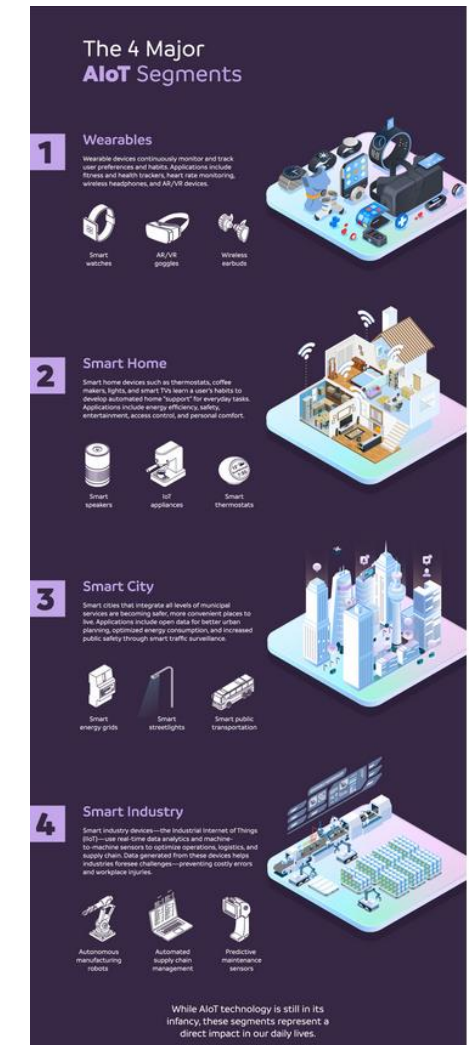 The 4 Major
AIoT Segments
1
Wearables
Wearable devices continuously monitor and track
user preferences and habits. Applications include
fitness and health trackers, heart rate monitoring,
wireless headphones, and AR/VR devices.
Smart
watches
AR/VR
goggles
Wireless
earbuds
2
Smart Home
Smart home devices such as thermostats, coffee
makers, lights, and smart TVs learn a user's habits to
develop automated home "support" for everyday tasks.
Applications include energy efficiency, safety,
entertainment, access control, and personal comfort.
Smart
speakers
IoT
appliances
Smart
thermostats
3
Smart City
Smart cities that integrate all levels of municipal
services are becoming safer, more convenient places to
live. Applications include open data for better urban
planning, optimized energy consumption, and increased
public safety through smart traffic surveillance.
Smart
energy grids
Smart
streetlights
Smart public
transportation
4
Smart Industry
Smart industry devices—the Industrial Internet of Things
(IIoT)—use real-time data analytics and machine-
to-machine sensors to optimize operations, logistics, and
supply chain. Data generated from these devices helps
industries foresee challenges—preventing costly errors
and workplace injuries.
Autonomous
manufacturing
robots
Automated
supply chain
management
Predictive
maintenance
sensors
While AIoT technology is still in its
infancy, these segments represent a
direct impact in our daily lives.